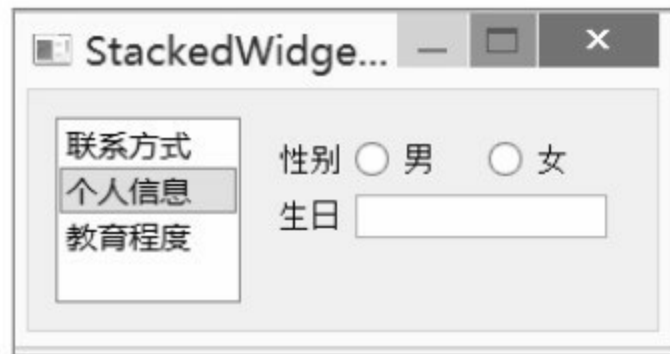 StackedWidge...
联系方式
个人信息
教育程度
性别 男 女
生日